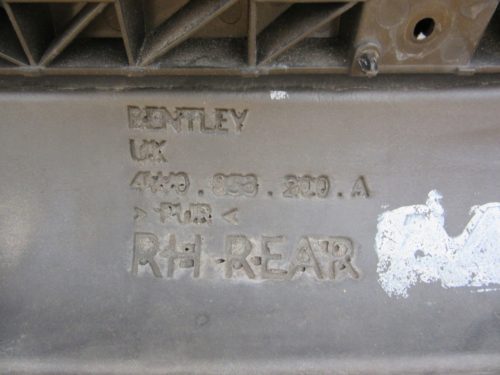 BENTLEY
UK
4W0.853.200.A
>PUR<
RH-REAR